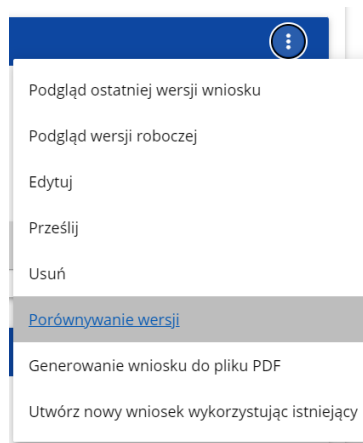 Podgląd ostatniej wersji wniosku
Podgląd wersji roboczej
Edytuj
Prześlij
Usuń
Porównywanie wersji
Generowanie wniosku do pliku PDF
Utwórz nowy wniosek wykorzystując istniejący